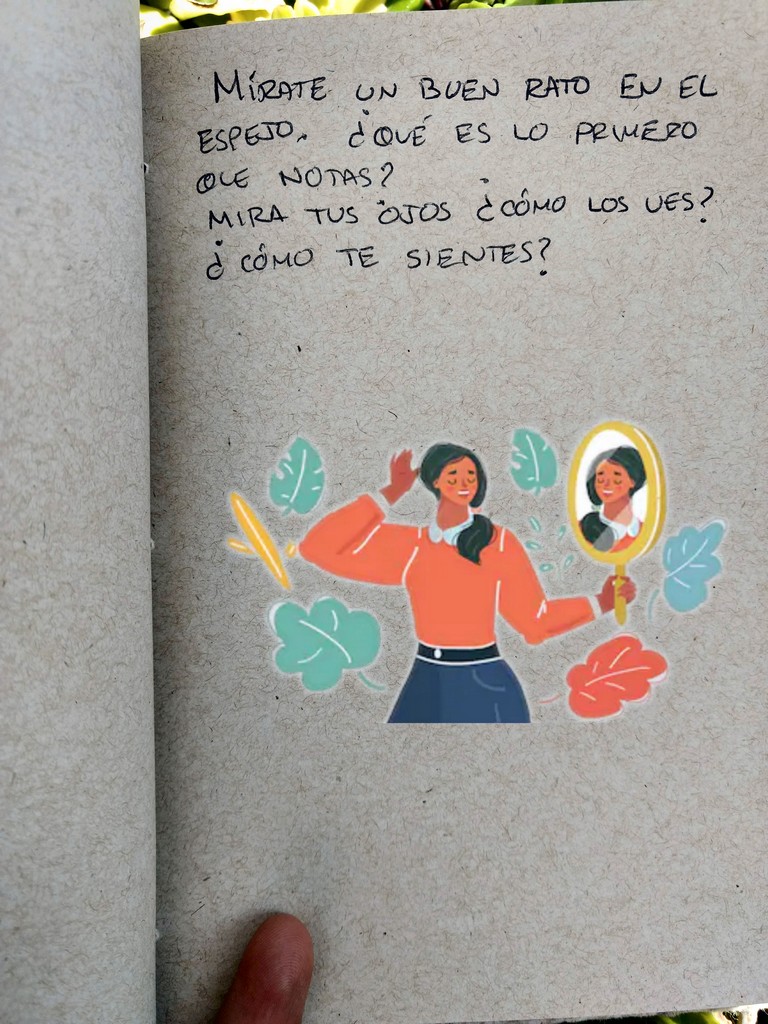 MÍRATE UN BUEN RATO EN EL
ESPEJO. ¿QUÉ ES LO PRIMERO
QUE NOTAS?
MIRA TUS OJOS ¿CÓMO LOS VES?
¿CÓMO TE SIENTES?